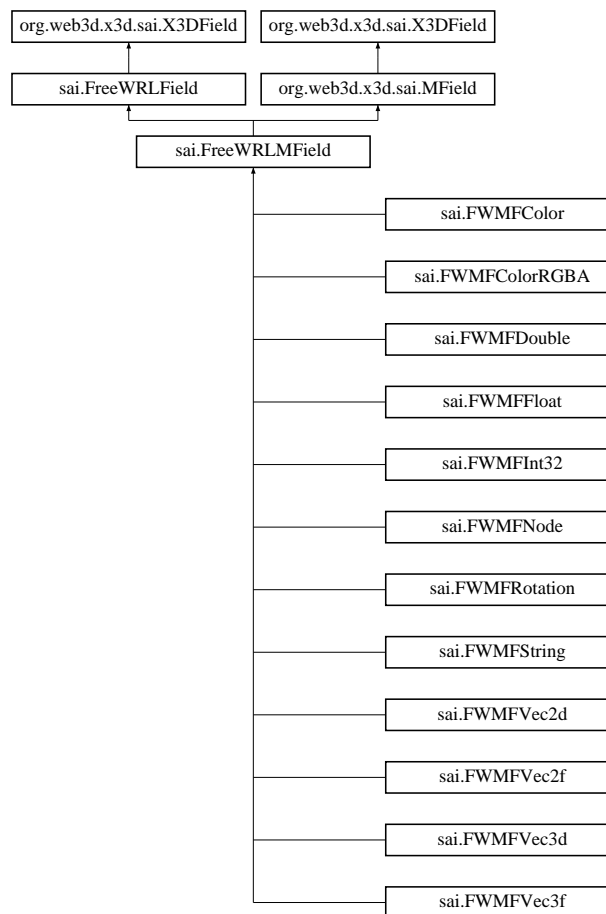 org.web3d.x3d.sai.X3DField
org.web3d.x3d.sai.X3DField
sai.FreeWRLField
org.web3d.x3d.sai.MField
sai.FreeWRLMField
sai.FWMFColor
sai.FWMFColorRGBA
sai.FWMFDouble
sai.FWMFFloat
sai.FWMFInt32
sai.FWMFNode
sai.FWMFRotation
sai.FWMFString
sai.FWMFVec2d
sai.FWMFVec2f
sai.FWMFVec3d
sai.FWMFVec3f